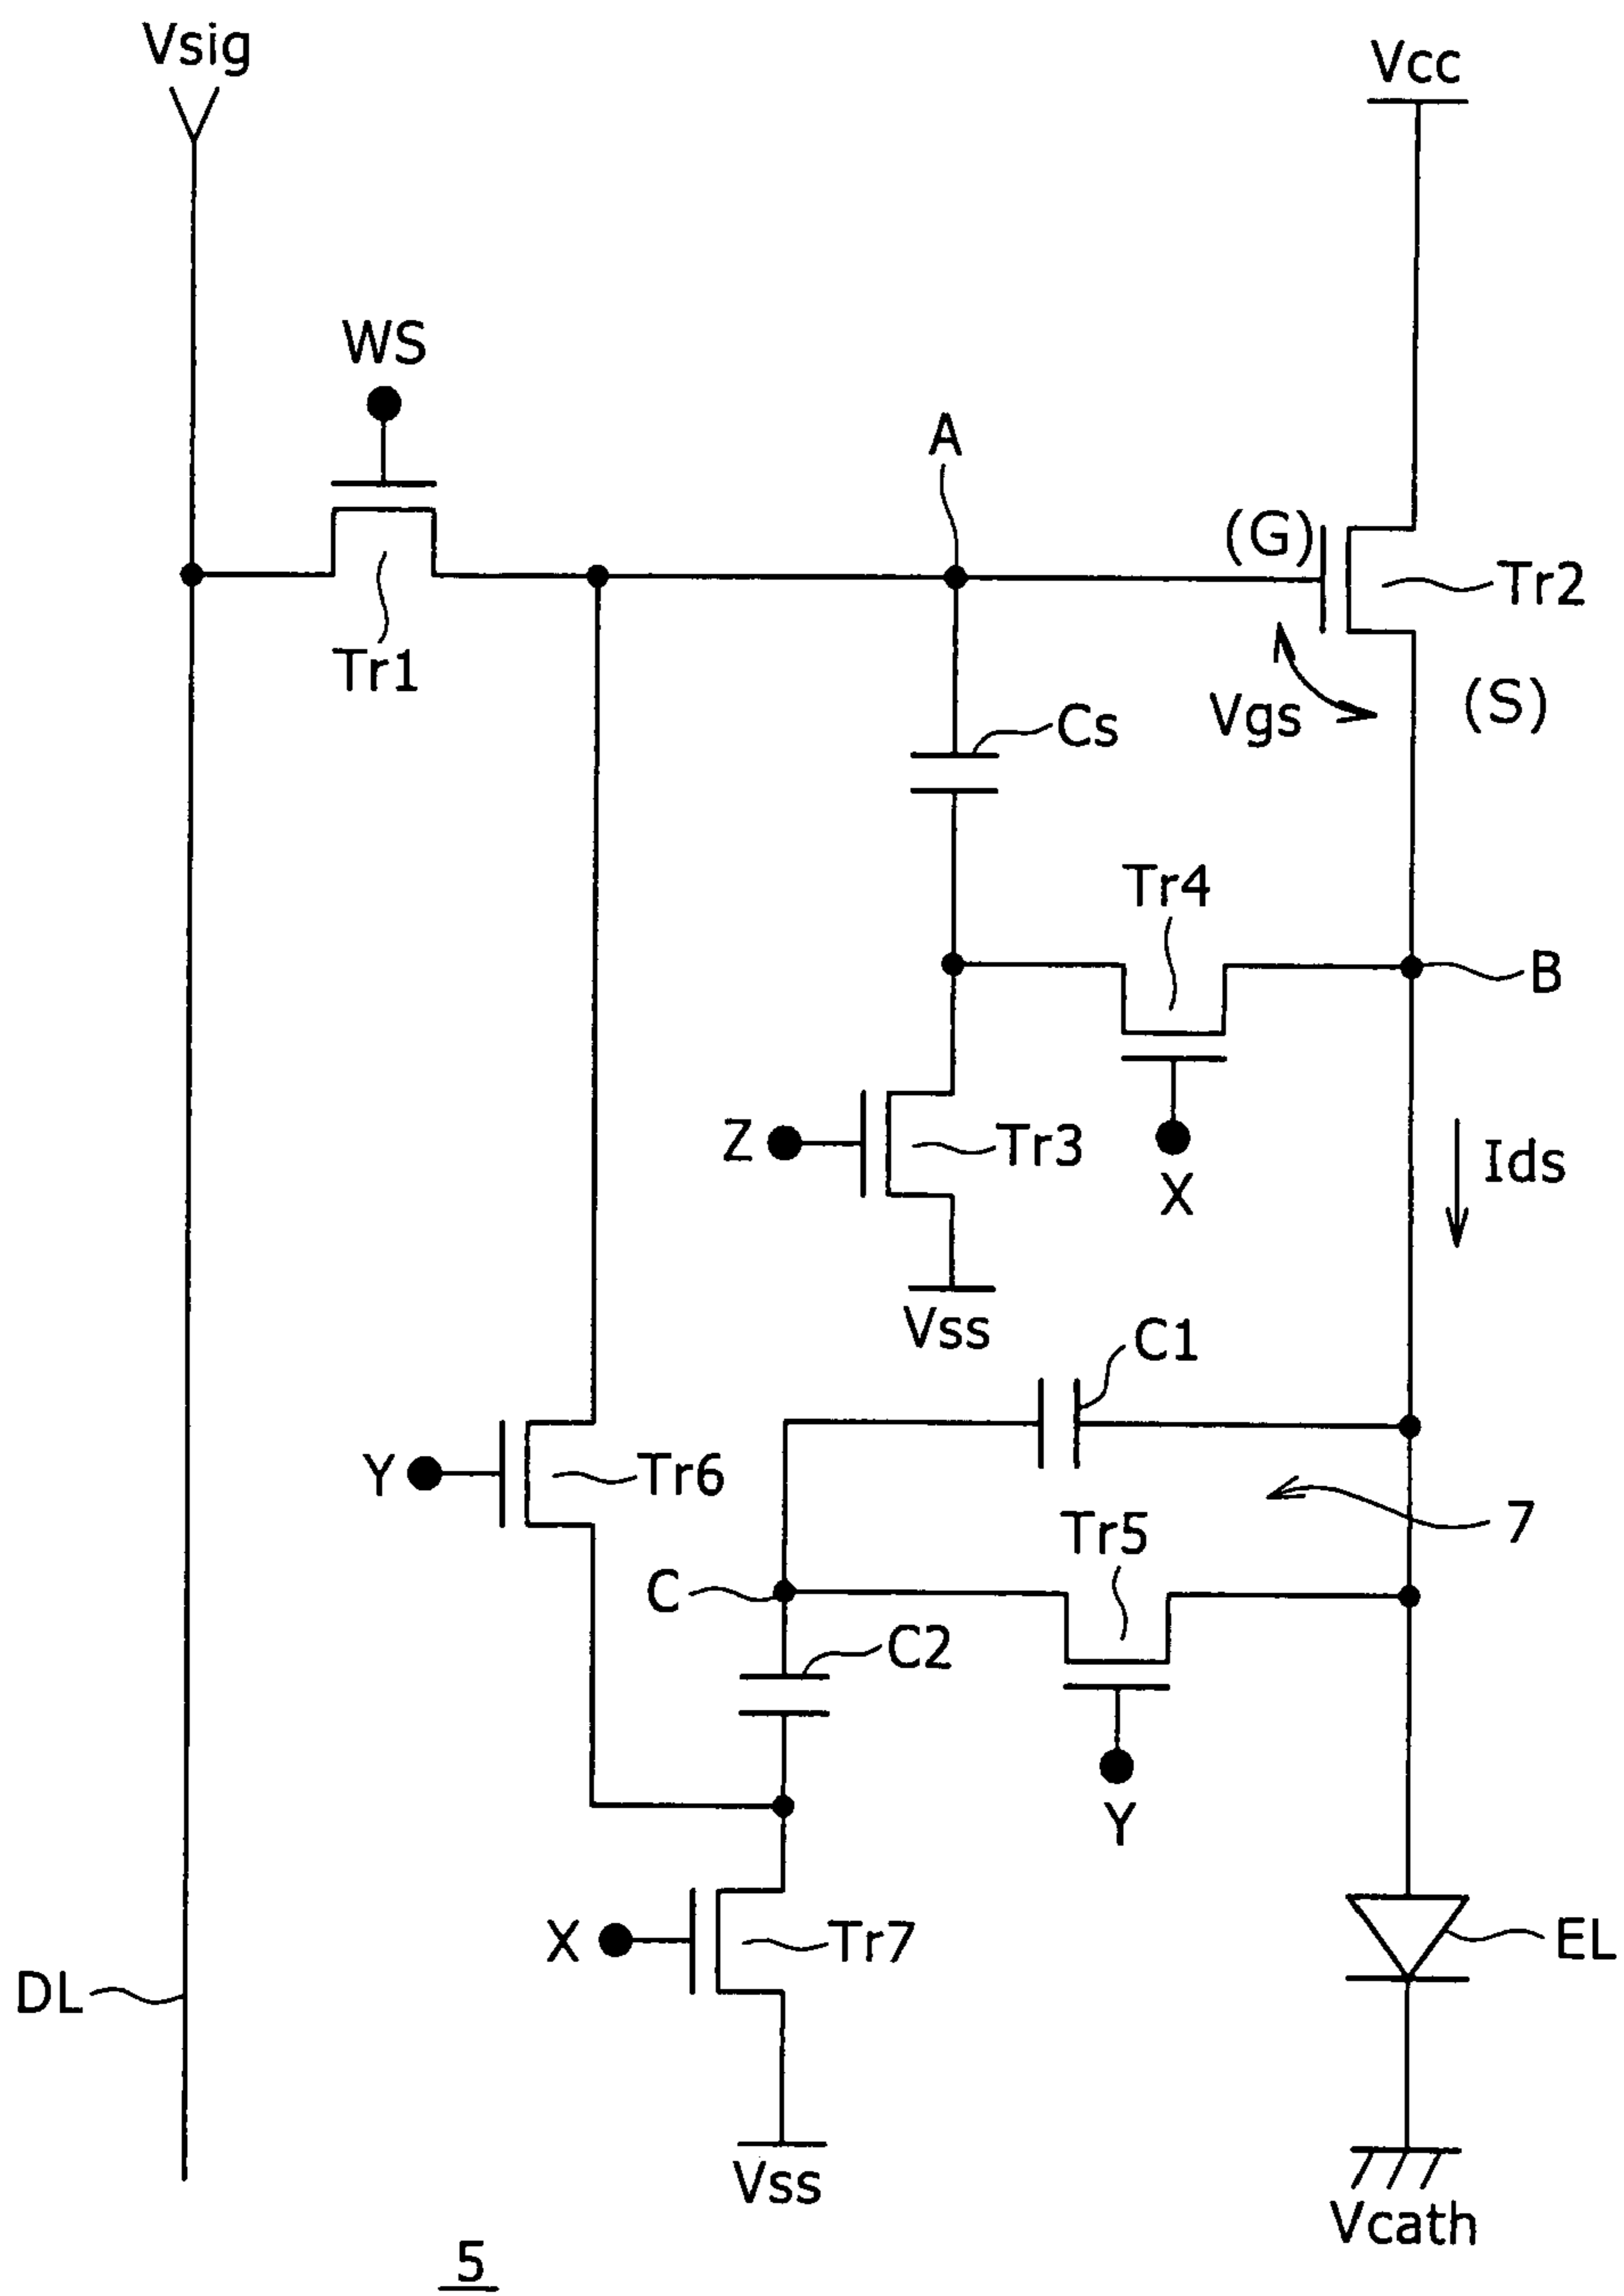 Vsig
Vcc
WS
A
(G)
Tr2
Tr1
Vgs
(S)
Cs
Tr4
B
Z
Tr3
X
Ids
Vss
C1
Y
Tr6
7
Tr5
C
C2
Y
X
Tr7
EL
DL
Vss
Vcath
5